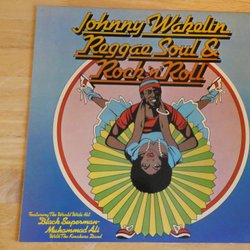 Johnny Wakelin
Reggae Soul &
Rock'n'Roll
Featuring The World Wide Hit
Black Superman-
Muhammad Ali
With The Kinshasa Band